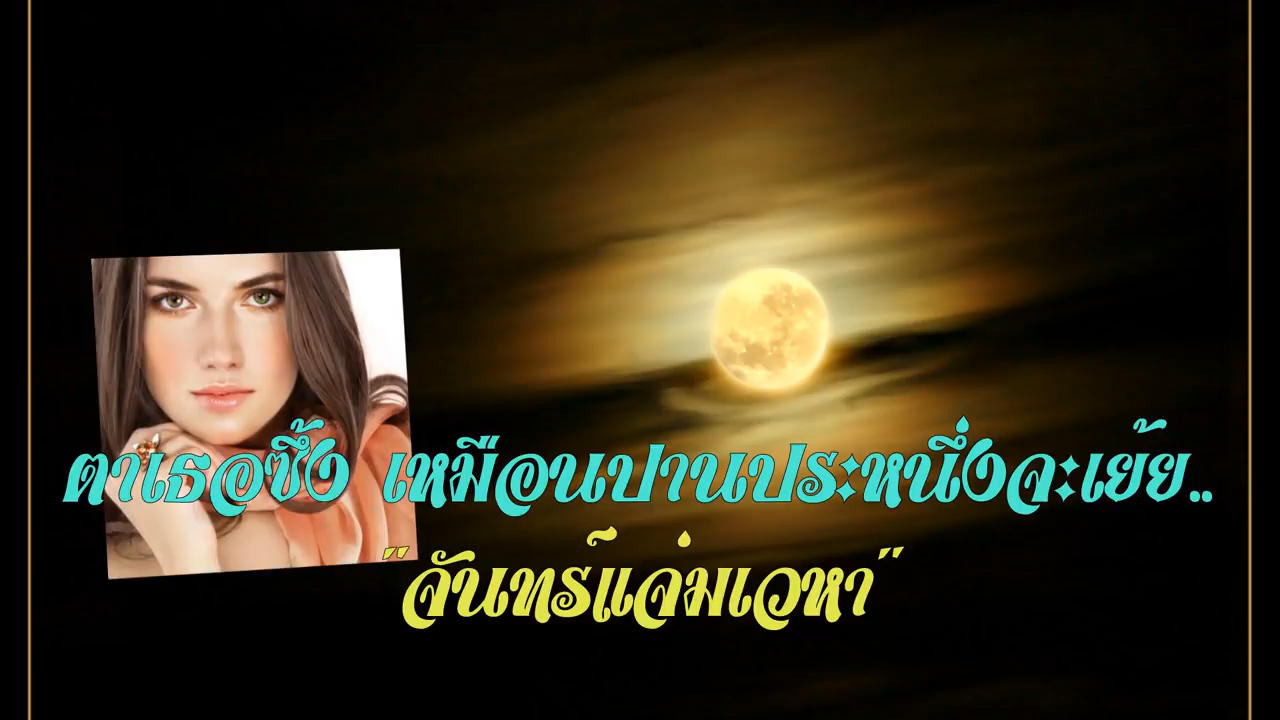 ตาเธอซึ้ง เหมือนปานประหนึ่งจะเย้ย..
"จันทร์แจ่มเวหา"